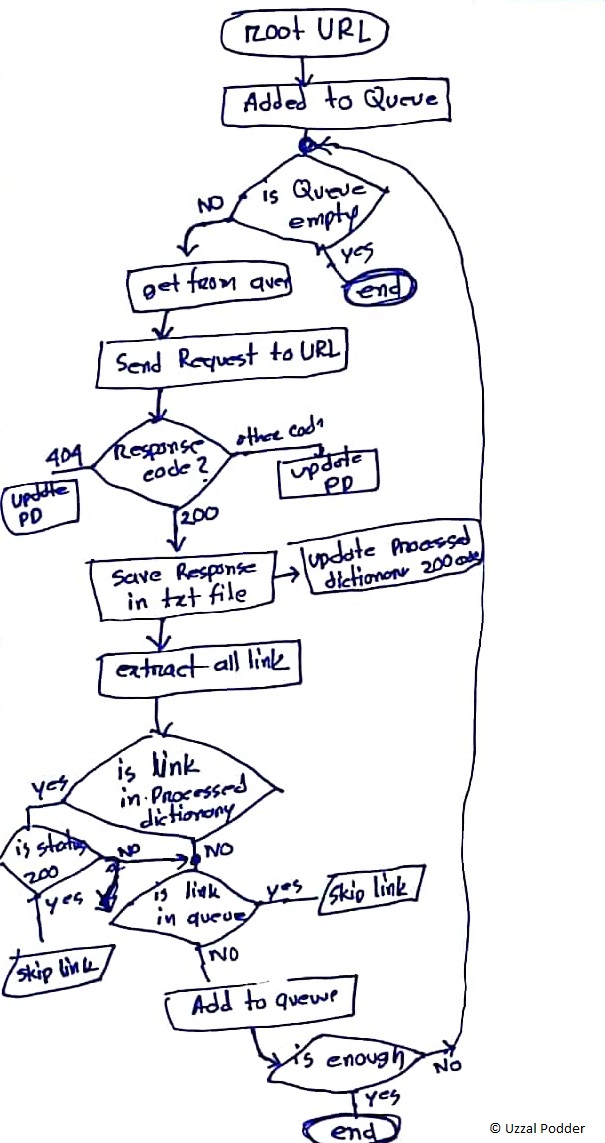 root URL
Added to Queue
is Queue
empty
NO
yes
end
get from
Send Request to URL
Response
code?
404
other
update
PD
update
PD
200
Save Response
in txt file
update Processed
dictionary 200 code
extract all link
is link
in Processed
dictionary
yes
NO
is status
200
NO
yes
skip link
is link
in queue
yes
skip link
NO
Add to queue
is enough
NO
yes
end
© Uzzal Podder